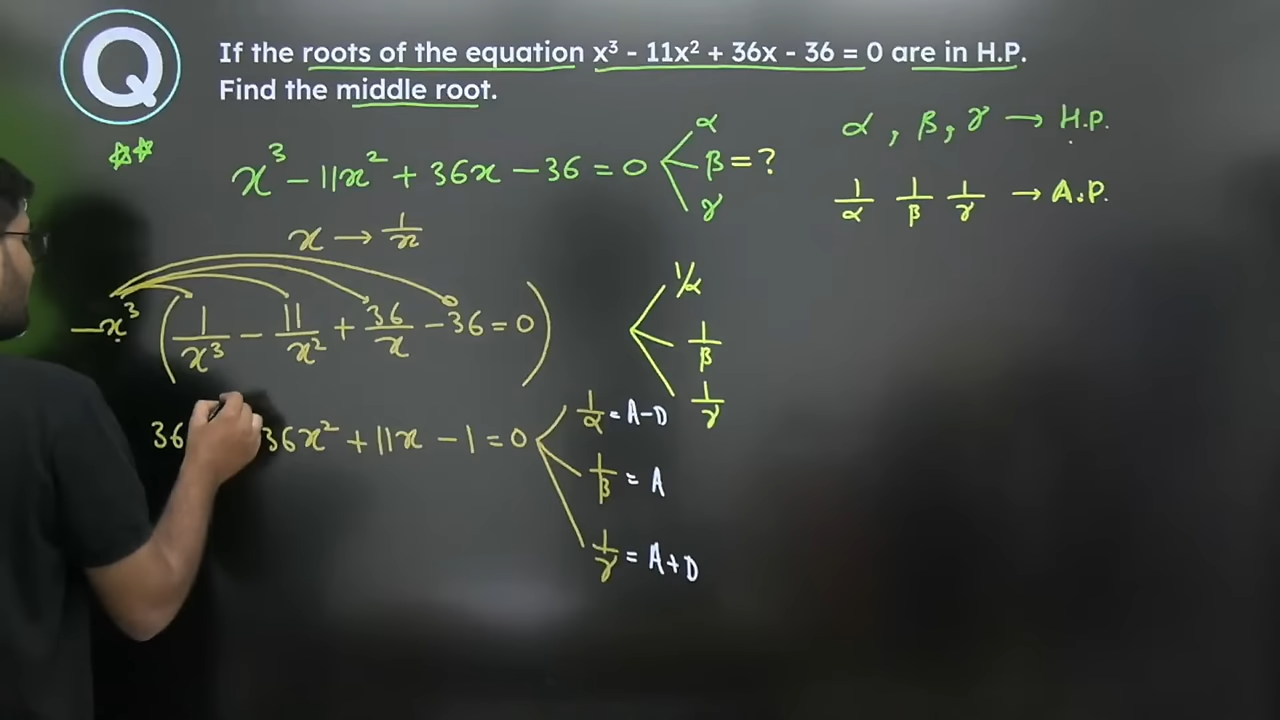 Q
If the roots of the equation x³ - 11x² + 36x - 36 = 0 are in H.P.
Find the middle root.
x³ - 11x² + 36x - 36 = 0
α
β = ?
γ
α , β, γ → H.P.
1/α 1/β 1/γ → A.P.
x → 1/x
-x³ (1/x³ - 11/x² + 36/x - 36 = 0)
1/α
1/β
1/γ
36 36x² + 11x - 1 = 0
1/α = A-D
1/β = A
1/γ = A+D